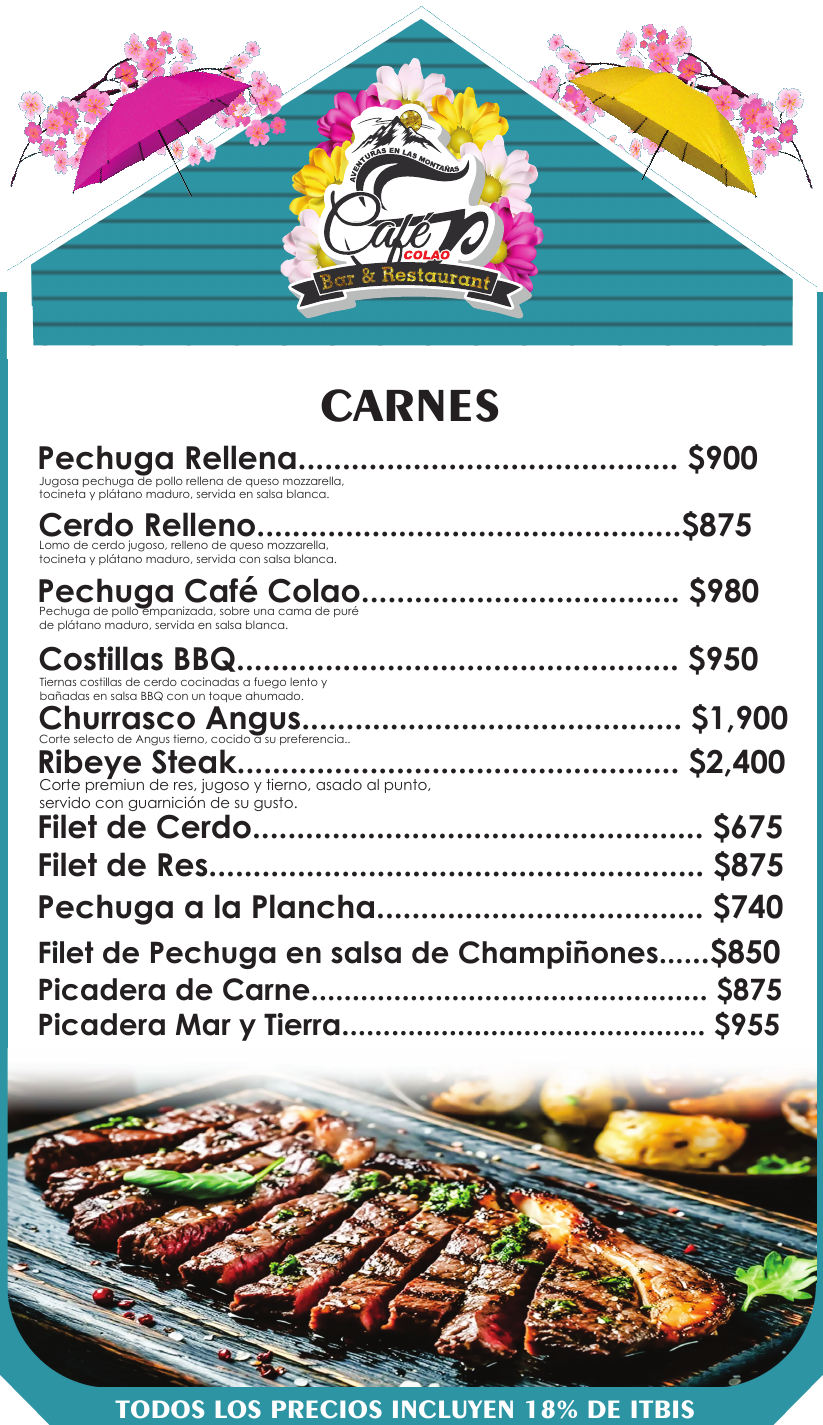 AVENTURAS EN LAS MONTAÑAS
Café
COLAO
Bar & Restaurant
CARNES
Pechuga Rellena........................................... $900
Jugosa pechuga de pollo rellena de queso mozzarella,
tocineta y plátano maduro, servida en salsa blanca.
Cerdo Relleno................................................$875
Lomo de cerdo jugoso, relleno de queso mozzarella,
tocineta y plátano maduro, servida con salsa blanca.
Pechuga Café Colao.................................... $980
Pechuga de pollo empanizada, sobre una cama de puré
de plátano maduro, servida en salsa blanca.
Costillas BBQ.................................................. $950
Tiernas costillas de cerdo cocinadas a fuego lento y
bañadas en salsa BBQ con un toque ahumado.
Churrasco Angus........................................... $1,900
Corte selecto de Angus tierno, cocido a su preferencia..
Ribeye Steak.................................................. $2,400
Corte premiun de res, jugoso y tierno, asado al punto,
servido con guarnición de su gusto.
Filet de Cerdo................................................... $675
Filet de Res........................................................ $875
Pechuga a la Plancha..................................... $740
Filet de Pechuga en salsa de Champiñones......$850
Picadera de Carne................................................ $875
Picadera Mar y Tierra............................................ $955
TODOS LOS PRECIOS INCLUYEN 18% DE ITBIS